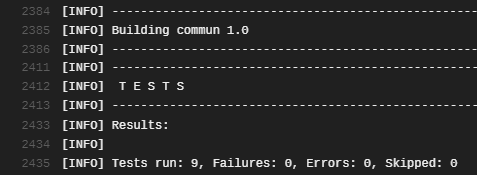 2384 [INFO] ------------------------------------------------
2385 [INFO] Building commun 1.0
2386 [INFO] ------------------------------------------------
2411 [INFO] ------------------------------------------------
2412 [INFO]  T E S T S
2413 [INFO] ------------------------------------------------
2433 [INFO] Results:
2434 [INFO]
2435 [INFO] Tests run: 9, Failures: 0, Errors: 0, Skipped: 0